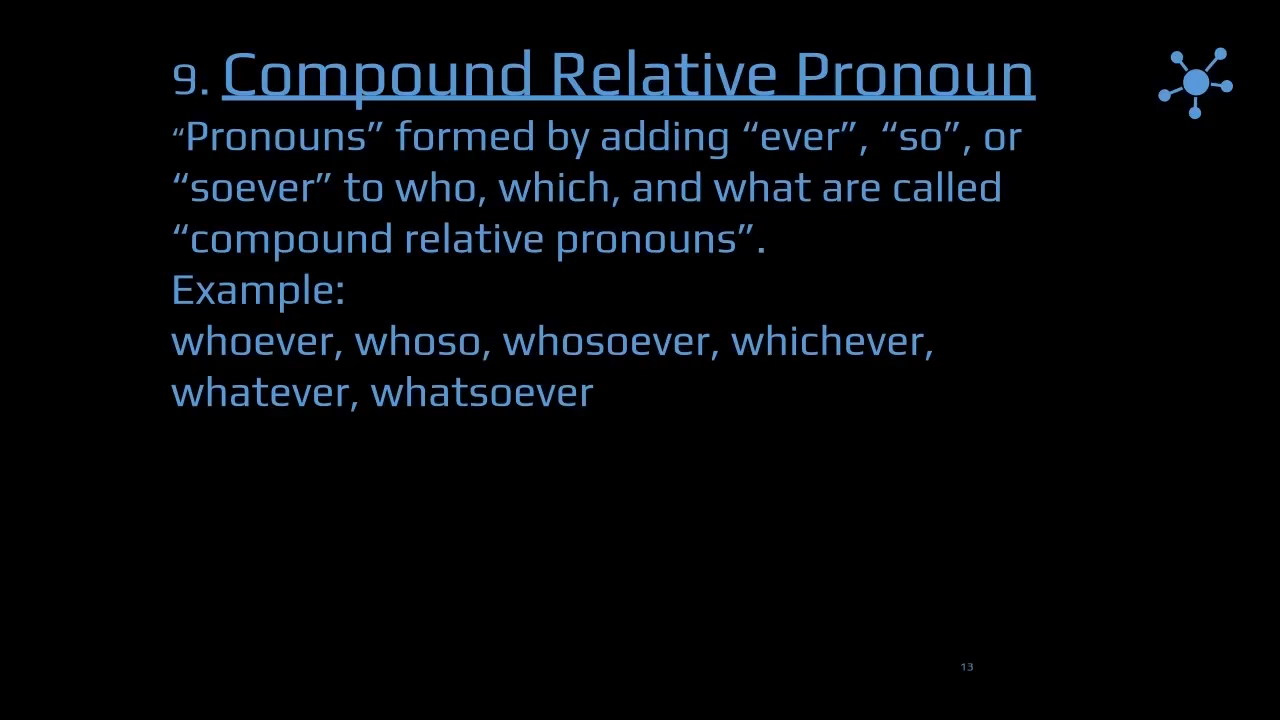 9. Compound Relative Pronoun
“Pronouns” formed by adding “ever”, “so”, or
“soever” to who, which, and what are called
“compound relative pronouns”.
Example:
whoever, whoso, whosoever, whichever,
whatever, whatsoever
13